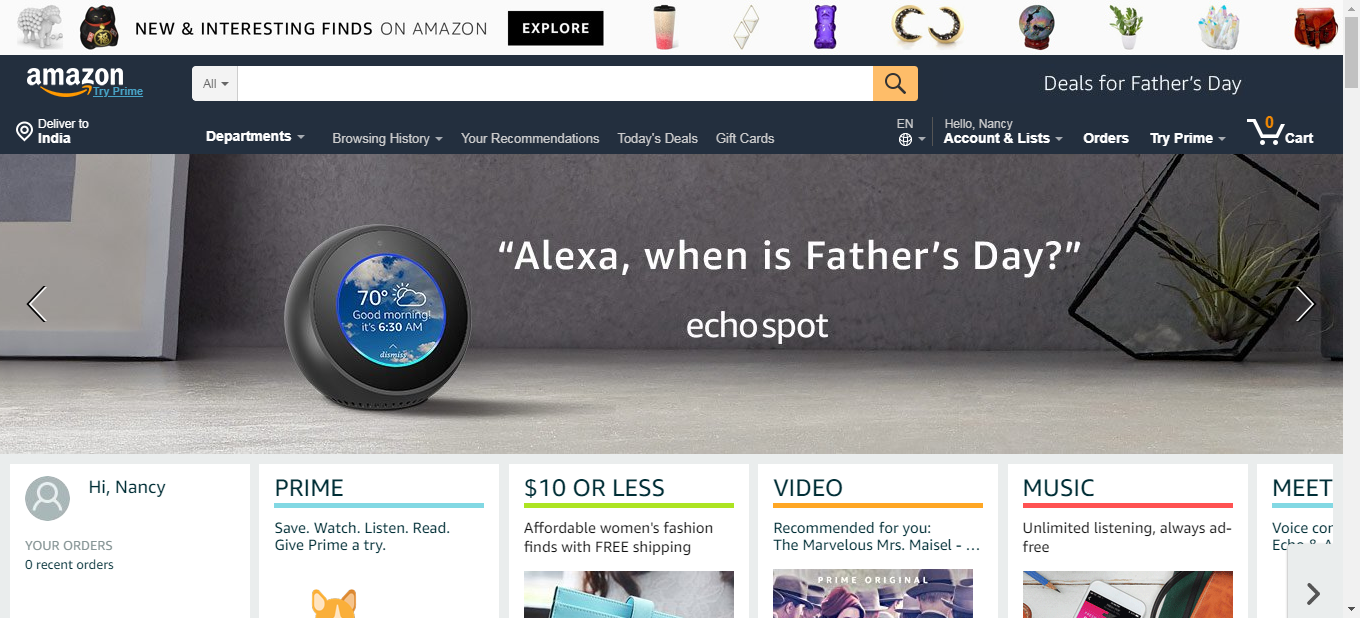 NEW & INTERESTING FINDS ON AMAZON EXPLORE
amazon
Try Prime
All
Deals for Father's Day
Deliver to
India
Departments
Browsing History
Your Recommendations
Today's Deals
Gift Cards
EN
Hello, Nancy
Account & Lists
Orders
Try Prime
0
Cart
“Alexa, when is Father’s Day?”
echo spot
70°
Good morning!
it's 6:30 AM
dismiss
Hi, Nancy
YOUR ORDERS
0 recent orders
PRIME
Save. Watch. Listen. Read.
Give Prime a try.
$10 OR LESS
Affordable women's fashion
finds with FREE shipping
VIDEO
Recommended for you:
The Marvelous Mrs. Maisel - …
PRIME ORIGINAL
MUSIC
Unlimited listening, always ad-
free
MEET
Voice